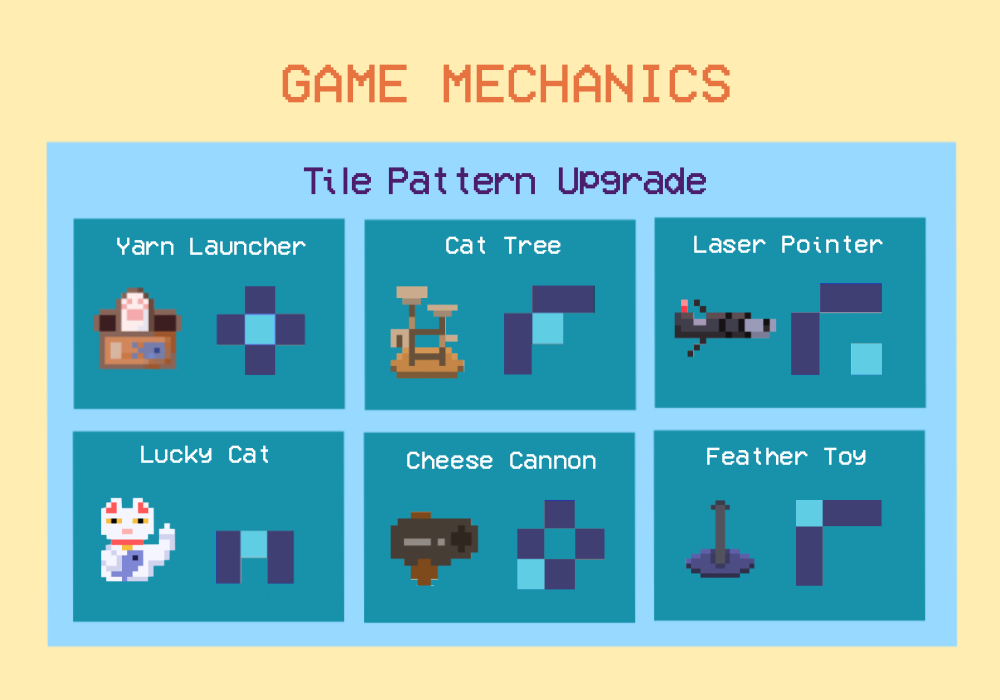 GAME MECHANICS
Tile Pattern Upgrade
Yarn Launcher
Cat Tree
Laser Pointer
Lucky Cat
Cheese Cannon
Feather Toy